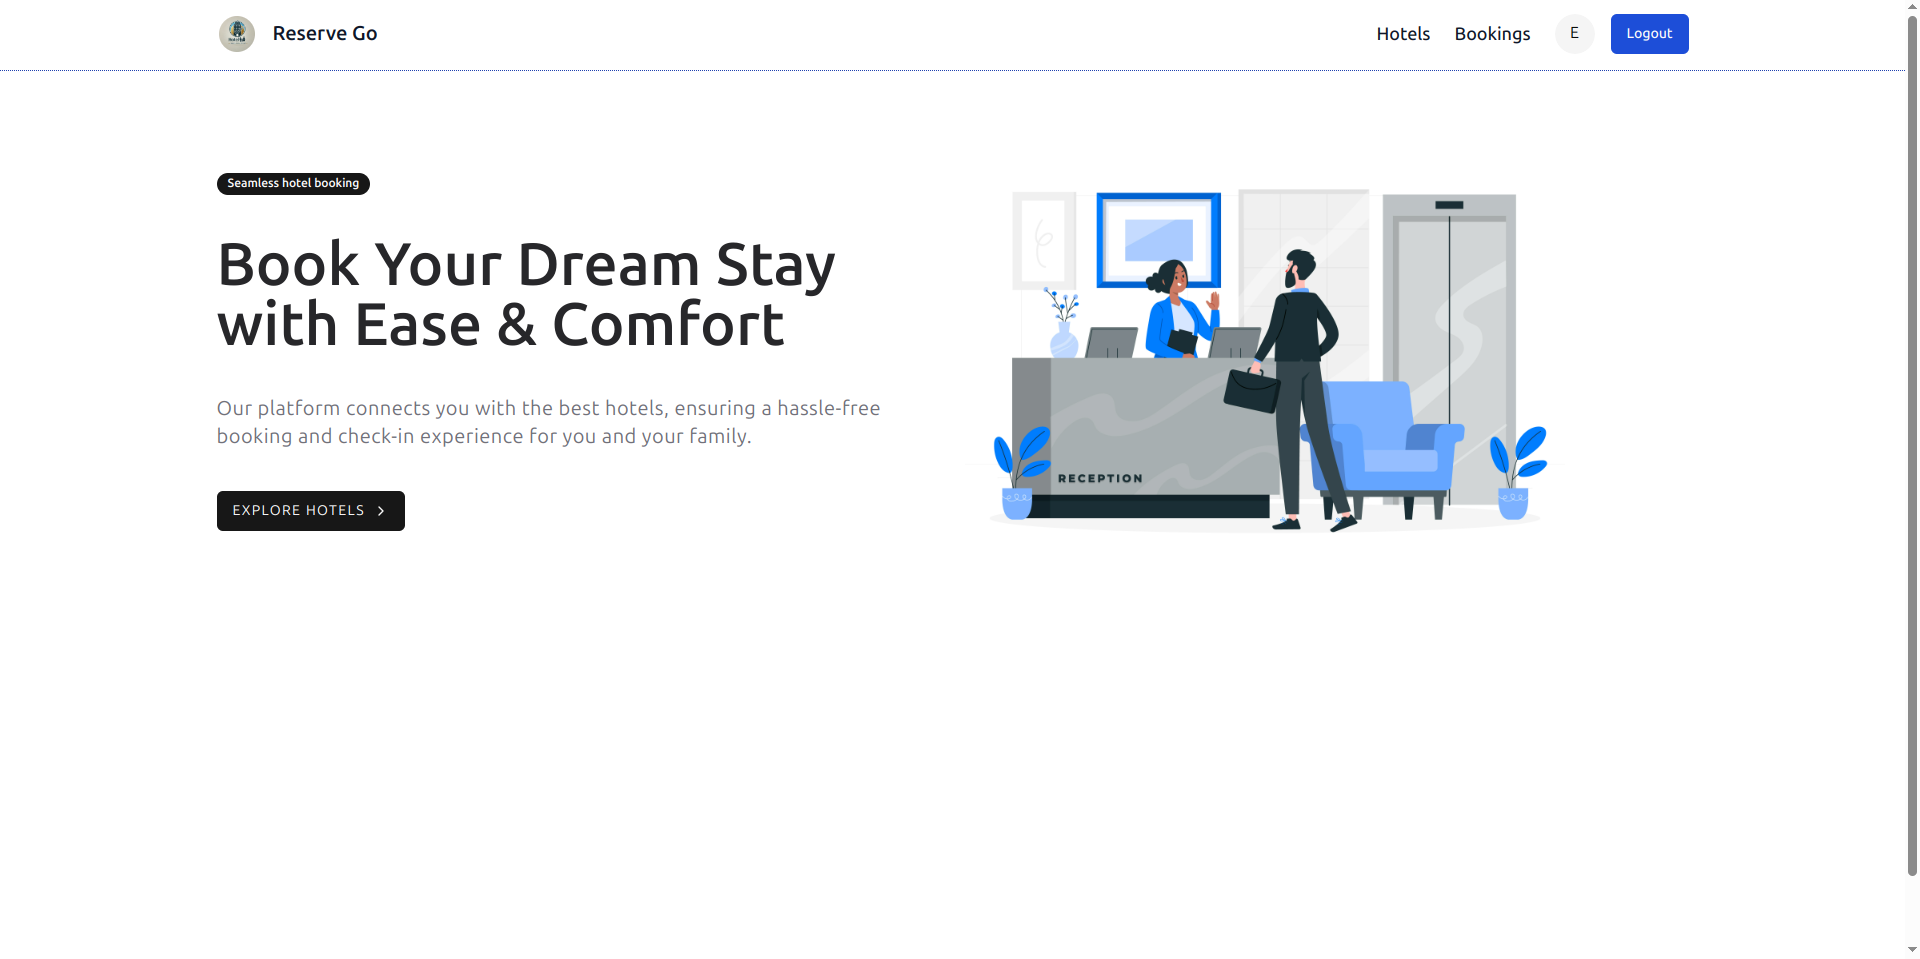 Reserve Go
Hotels
Bookings
E
Logout
Seamless hotel booking
Book Your Dream Stay
with Ease & Comfort
Our platform connects you with the best hotels, ensuring a hassle-free
booking and check-in experience for you and your family.
EXPLORE HOTELS
RECEPTION